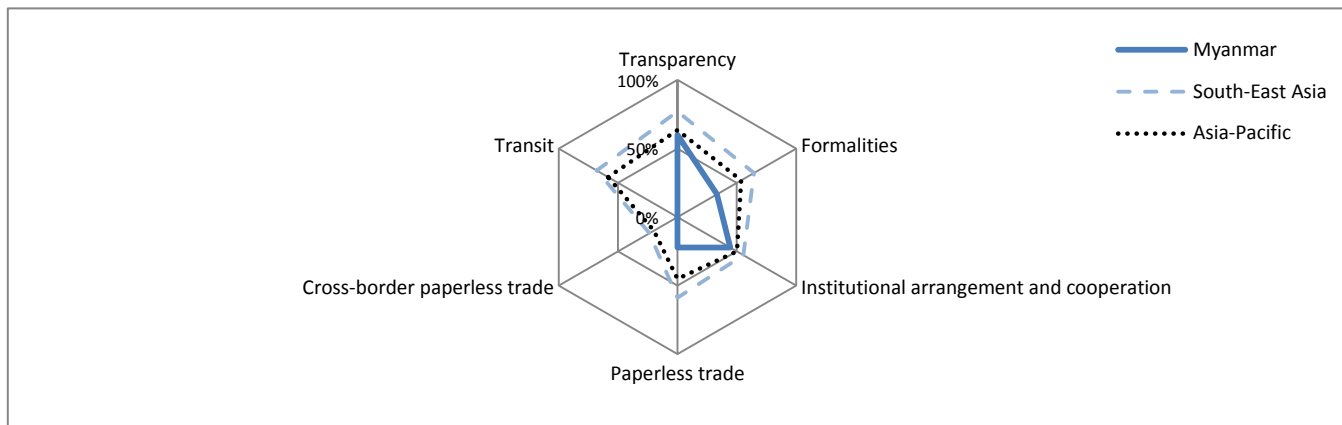 Transparency
100%
50%
0%
Formalities
Institutional arrangement and cooperation
Paperless trade
Cross-border paperless trade
Transit
Myanmar
South-East Asia
Asia-Pacific